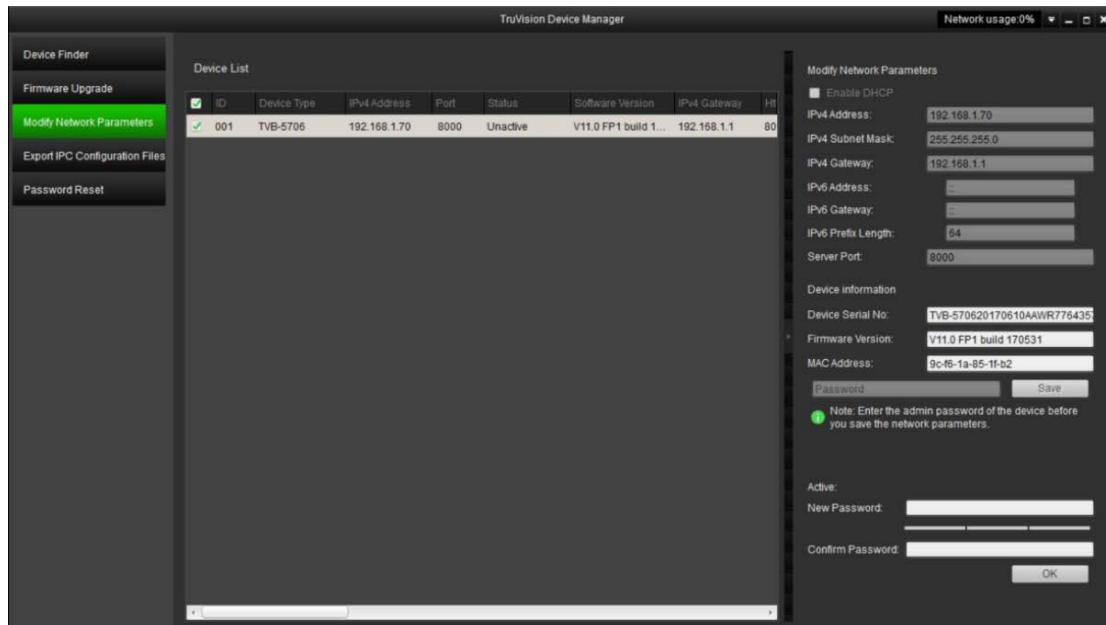 TruVision Device Manager
Network usage:0%
Device Finder
Firmware Upgrade
Modify Network Parameters
Export IPC Configuration Files
Password Reset
Device List
ID Device Type IPv4 Address Port Status Software Version IPv4 Gateway Ht
001 TVB-5706 192.168.1.70 8000 Unactive V11.0 FP1 build 1... 192.168.1.1 80
Modify Network Parameters
Enable DHCP
IPv4 Address: 192.168.1.70
IPv4 Subnet Mask: 255.255.255.0
IPv4 Gateway: 192.168.1.1
IPv6 Address: ::
IPv6 Gateway: ::
IPv6 Prefix Length: 64
Server Port: 8000
Device information
Device Serial No: TVB-570620170610AAWR776435
Firmware Version: V11.0 FP1 build 170531
MAC Address: 9c-f6-1a-85-1f-b2
Password Save
Note: Enter the admin password of the device before
you save the network parameters.
Active:
New Password:
Confirm Password:
OK